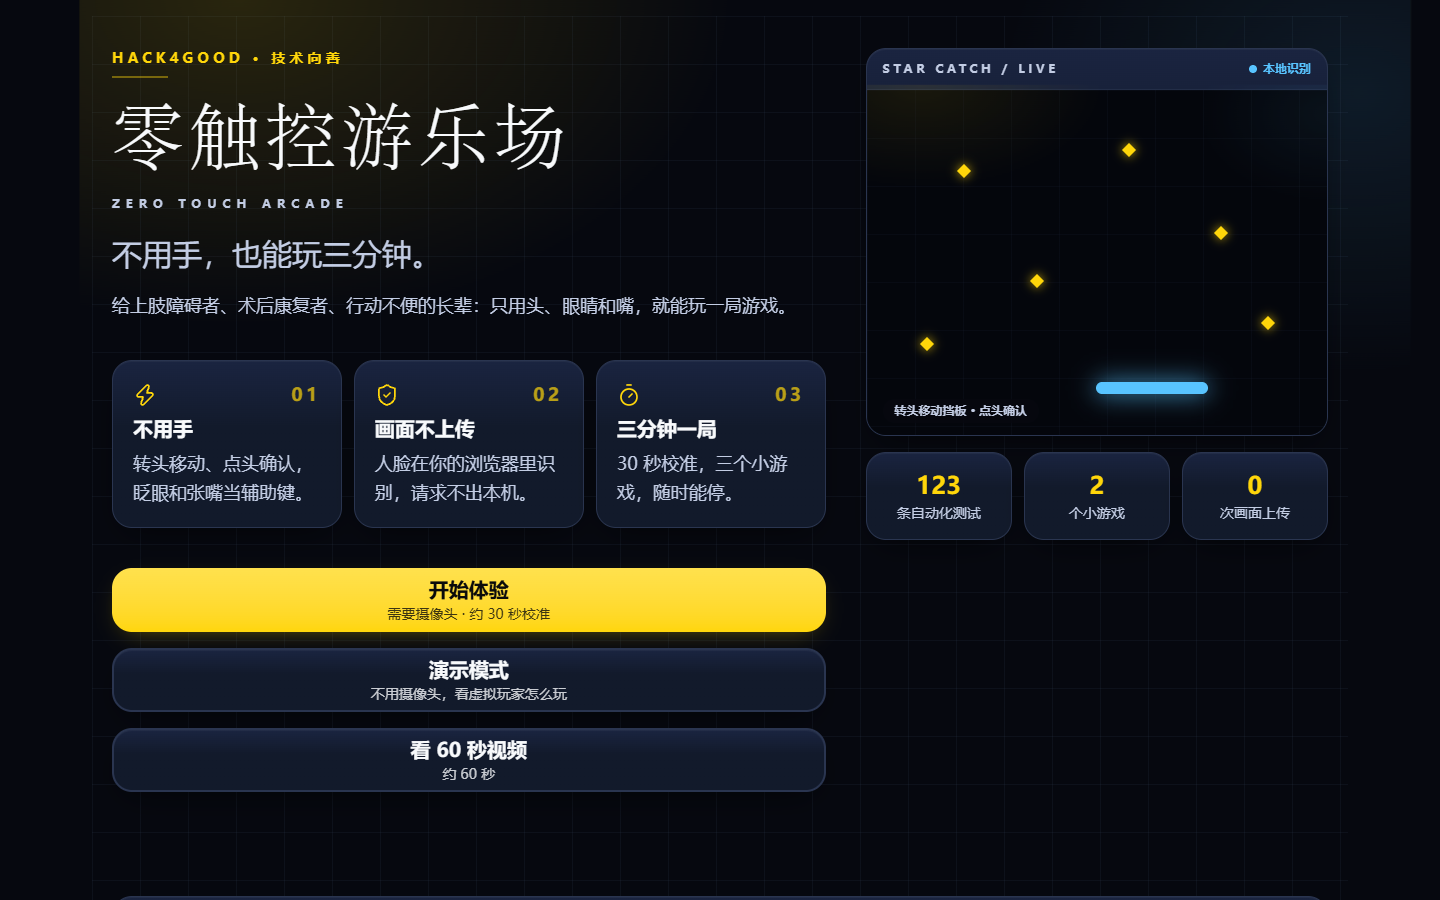 HACK4GOOD • 技术向善
零触控游乐场
ZERO TOUCH ARCADE
不用手，也能玩三分钟。
给上肢障碍者、术后康复者、行动不便的长辈：只用头、眼睛和嘴，就能玩一局游戏。
01
不用手
转头移动、点头确认，
眨眼和张嘴当辅助键。
02
画面不上传
人脸在你的浏览器里识
别，请求不出本机。
03
三分钟一局
30 秒校准，三个小游
戏，随时能停。
开始体验
需要摄像头 · 约 30 秒校准
演示模式
不用摄像头，看虚拟玩家怎么玩
看 60 秒视频
约 60 秒
STAR CATCH / LIVE
本地识别
转头移动挡板 • 点头确认
123
条自动化测试
2
个小游戏
0
次画面上传